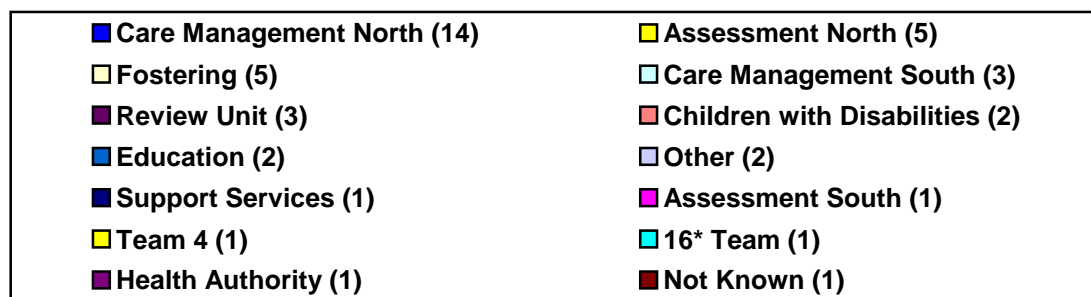 Care Management North (14) Assessment North (5)
Fostering (5) Care Management South (3)
Review Unit (3) Children with Disabilities (2)
Education (2) Other (2)
Support Services (1) Assessment South (1)
Team 4 (1) 16* Team (1)
Health Authority (1) Not Known (1)